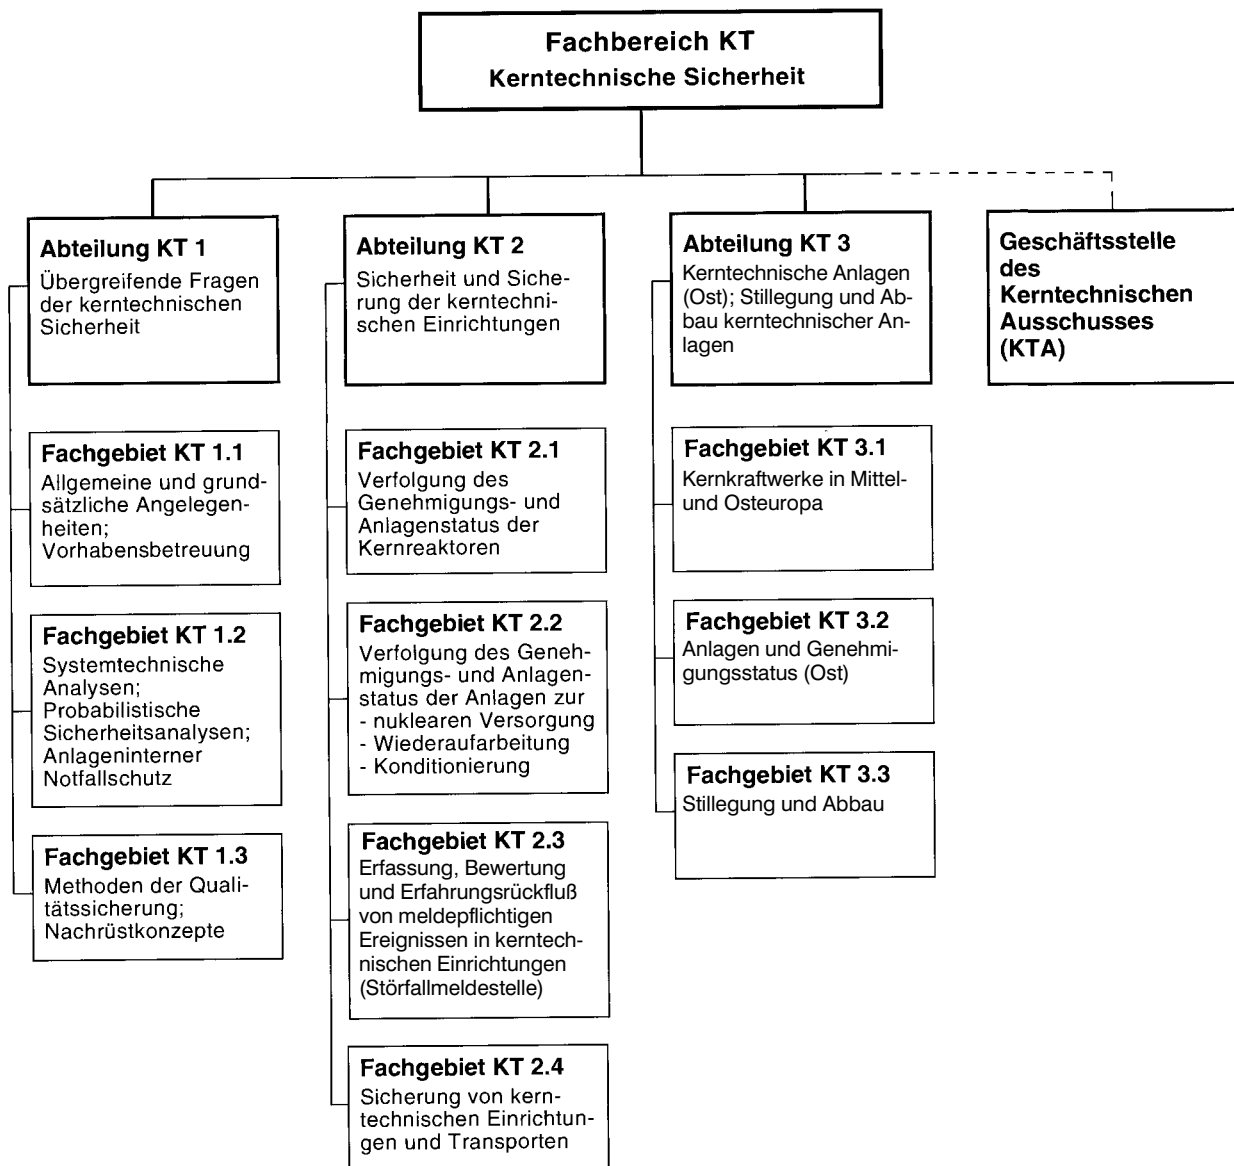 Fachbereich KT
Kerntechnische Sicherheit
Abteilung KT 1
Übergreifende Fragen
der kerntechnischen
Sicherheit
Fachgebiet KT 1.1
Allgemeine und grund-
sätzliche Angelegen-
heiten;
Vorhabensbetreuung
Fachgebiet KT 1.2
Systemtechnische
Analysen;
Probabilistische
Sicherheitsanalysen;
Anlageninterner
Notfallschutz
Fachgebiet KT 1.3
Methoden der Quali-
tätssicherung;
Nachrüstkonzepte
Abteilung KT 2
Sicherheit und Siche-
rung der kerntechni-
schen Einrichtungen
Fachgebiet KT 2.1
Verfolgung des
Genehmigungs- und
Anlagenstatus der
Kernreaktoren
Fachgebiet KT 2.2
Verfolgung des Geneh-
migungs- und Anlagen-
status der Anlagen zur
- nuklearen Versorgung
- Wiederaufarbeitung
- Konditionierung
Fachgebiet KT 2.3
Erfassung, Bewertung
und Erfahrungsrückfluß
von meldepflichtigen
Ereignissen in kerntech-
nischen Einrichtungen
(Störfallmeldestelle)
Fachgebiet KT 2.4
Sicherung von kern-
technischen Einrichtun-
gen und Transporten
Abteilung KT 3
Kerntechnische Anlagen
(Ost); Stillegung und Ab-
bau kerntechnischer An-
lagen
Fachgebiet KT 3.1
Kernkraftwerke in Mittel-
und Osteuropa
Fachgebiet KT 3.2
Anlagen und Genehmi-
gungsstatus (Ost)
Fachgebiet KT 3.3
Stillegung und Abbau
Geschäftsstelle
des
Kerntechnischen
Ausschusses
(KTA)